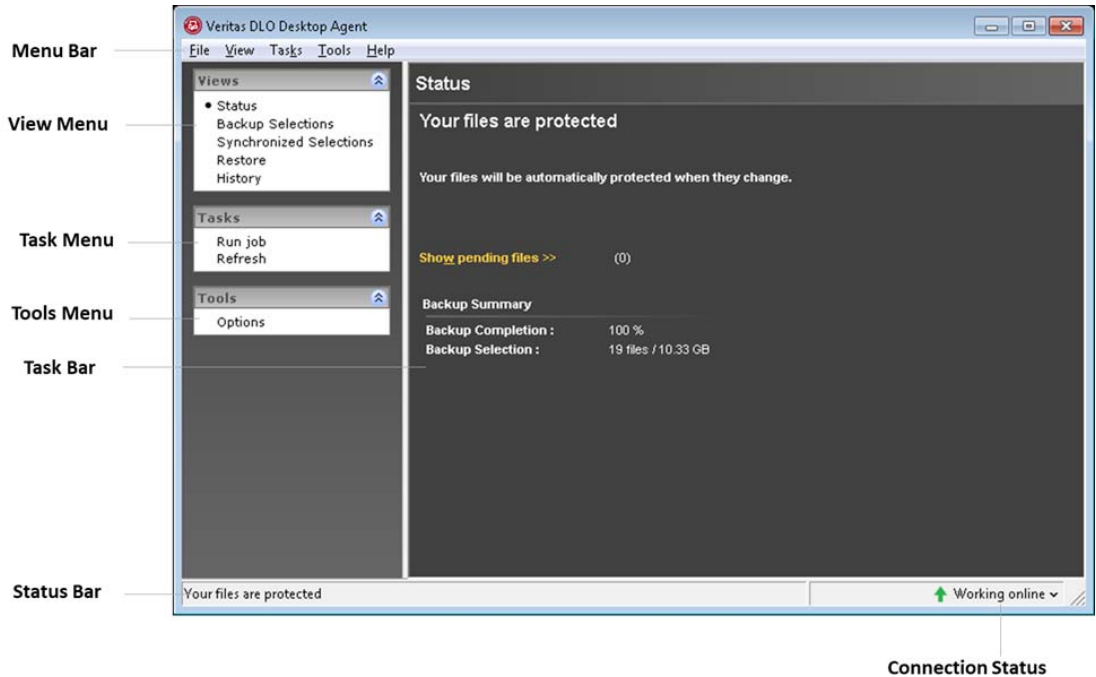 Veritas DLO Desktop Agent
Menu Bar
File View Tasks Tools Help
Views
View Menu
• Status
Backup Selections
Synchronized Selections
Restore
History
Task Menu
Tasks
Run job
Refresh
Tools Menu
Tools
Options
Task Bar
Status
Your files are protected
Your files will be automatically protected when they change.
Show pending files >> (0)
Backup Summary
Backup Completion : 100 %
Backup Selection : 19 files / 10.33 GB
Status Bar
Your files are protected
Working online
Connection Status